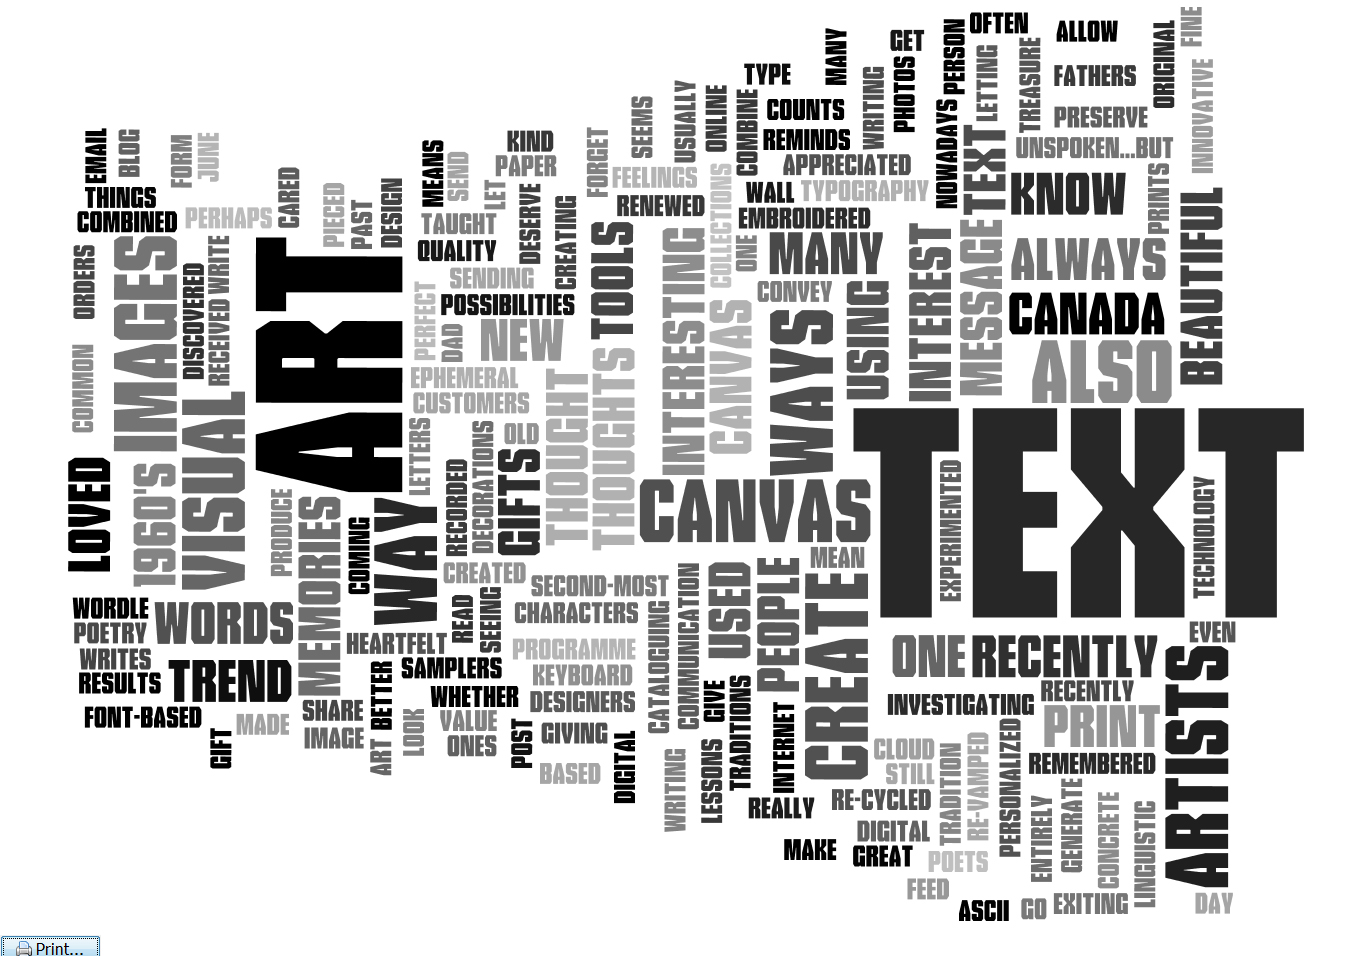 EMAIL
BLOG
FORM
JUNE
THINGS
COMBINED
PERHAPS
CARED
PIECED
PAST
DESIGN
MEANS
SEND
KIND
PAPER
LET
TAUGHT
QUALITY
DESERVE
CREATING
SENDING
POSSIBILITIES
PERFECT
DAD
NEW
EPHEMERAL
CUSTOMERS
ORDERS
COMMON
IMAGES
DISCOVERED
RECEIVED
WRITE
ART
VISUAL
LOVED
1960'S
PRODUCE
MEMORIES
COMING
WAY
LETTERS
RECORDED
DECORATIONS
OLD
GIFTS
THOUGHT
THOUGHTS
TOOLS
FORGET
SEEMS
USUALLY
ONLINE
FEELINGS
RENEWED
INTERESTING
COLLECTIONS
CANVAS
ONE
COMBINE
TYPE
MANY
GET
COUNTS
REMINDS
WRITING
PHOTOS
APPRECIATED
WALL
TYPOGRAPHY
EMBROIDERED
MANY
CONVEY
WAYS
USING
NOWADAYS
PERSON
OFTEN
LETTING
TREASURE
ALLOW
FATHERS
PRESERVE
UNSPOKEN...BUT
ORIGINAL
FINE
INNOVATIVE
TEXT
KNOW
PRINTS
INTEREST
MESSAGE
ALWAYS
CANADA
ALSO
BEAUTIFUL
CANVAS
TEXT
EXPERIMENTED
TECHNOLOGY
WORDLE
POETRY
WRITES
RESULTS
WORDS
TREND
FONT-BASED
GIFT
MADE
SHARE
IMAGE
HEARTFELT
BETTER
ART
SAMPLERS
LOOK
WHETHER
VALUE
ONES
CREATED
READ
SEEING
SECOND-MOST
CHARACTERS
PROGRAMME
KEYBOARD
DESIGNERS
POST
GIVING
BASED
DIGITAL
CATALOGUING
COMMUNICATION
WRITING
LESSONS
GIVE
TRADITIONS
USED
PEOPLE
INTERNET
REALLY
MEAN
CREATE
MAKE
ONE
RECENTLY
EVEN
INVESTIGATING
RECENTLY
PRINT
REMEMBERED
ARTISTS
CLOUD
STILL
RE-CYCLED
TRADITION
RE-VAMPED
PERSONALIZED
DIGITAL
GREAT
POETS
FEED
ENTIRELY
GENERATE
CONCRETE
LINGUISTIC
ASCII
GO
EXITING
DAY
Print...